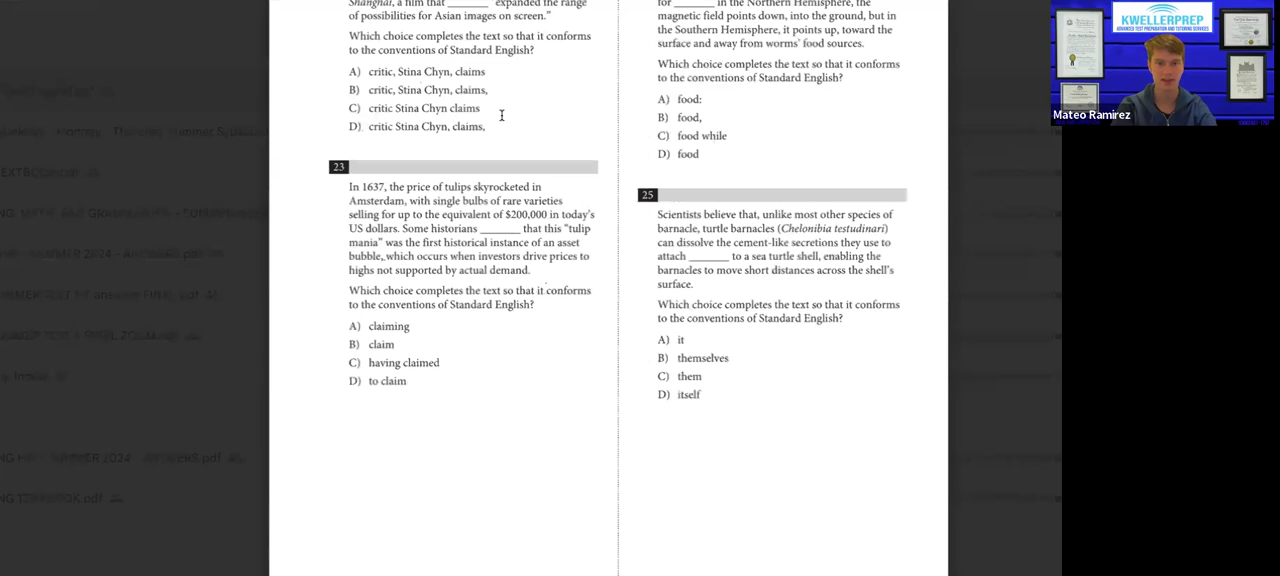 Shanghai, a film that ________ "expanded the range
of possibilities for Asian images on screen."
Which choice completes the text so that it conforms
to the conventions of Standard English?
A) critic, Stina Chyn, claims
B) critic, Stina Chyn, claims,
C) critic Stina Chyn claims
D) critic Stina Chyn, claims,
23
In 1637, the price of tulips skyrocketed in
Amsterdam, with single bulbs of rare varieties
selling for up to the equivalent of $200,000 in today's
US dollars. Some historians ________ that this "tulip
mania" was the first historical instance of an asset
bubble, which occurs when investors drive prices to
highs not supported by actual demand.
Which choice completes the text so that it conforms
to the conventions of Standard English?
A) claiming
B) claim
C) having claimed
D) to claim
for ________ in the Northern Hemisphere, the
magnetic field points down, into the ground, but in
the Southern Hemisphere, it points up, toward the
surface and away from worms' food sources.
Which choice completes the text so that it conforms
to the conventions of Standard English?
A) food:
B) food,
C) food while
D) food
25
Scientists believe that, unlike most other species of
barnacle, turtle barnacles (Chelonibia testudinari)
can dissolve the cement-like secretions they use to
attach ________ to a sea turtle shell, enabling the
barnacles to move short distances across the shell's
surface.
Which choice completes the text so that it conforms
to the conventions of Standard English?
A) it
B) themselves
C) them
D) itself
KWELLERPREP
ADVANCED TEST PREPARATION AND TUTORING SERVICES
Mateo Ramirez